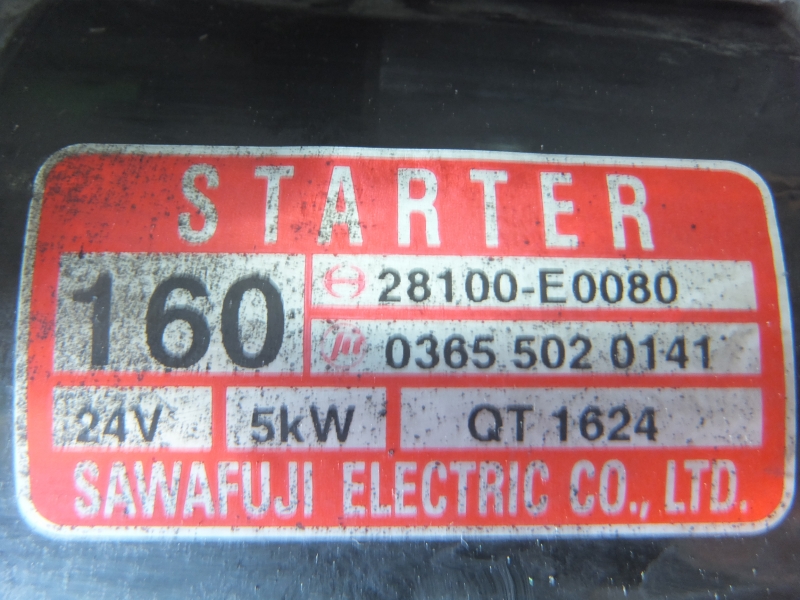 STARTER
160
28100-E0080
0365 502 0141
24V 5kW QT 1624
SAWAFUJI ELECTRIC CO., LTD.